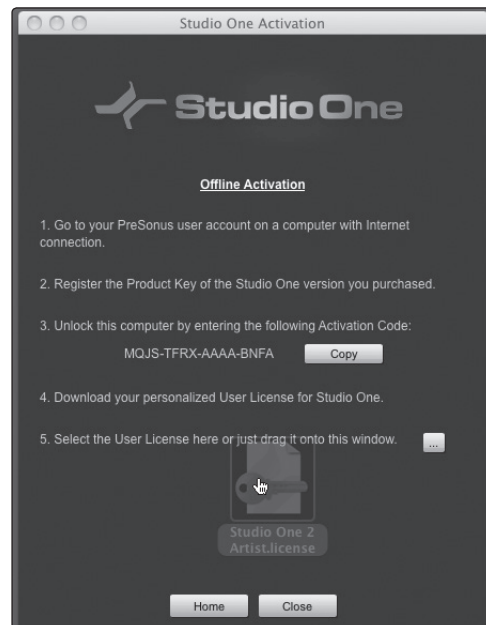 Studio One Activation
Studio One
Offline Activation
1. Go to your PreSonus user account on a computer with Internet
connection.
2. Register the Product Key of the Studio One version you purchased.
3. Unlock this computer by entering the following Activation Code:
MQJS-TFRX-AAAA-BNFA Copy
4. Download your personalized User License for Studio One.
5. Select the User License here or just drag it onto this window. ...
Studio One 2
Artist.license
Home Close